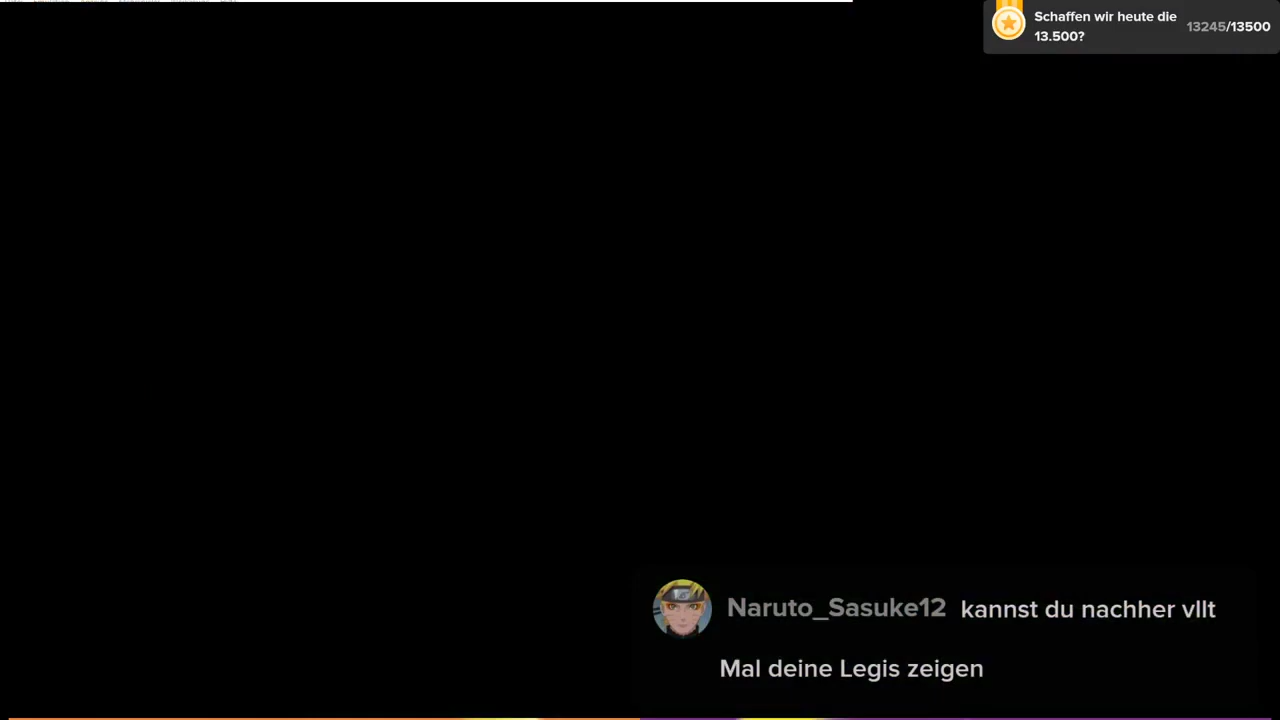 Schaffen wir heute die
13.500?
13245/13500
Naruto_Sasuke12 kannst du nachher vllt
Mal deine Legis zeigen